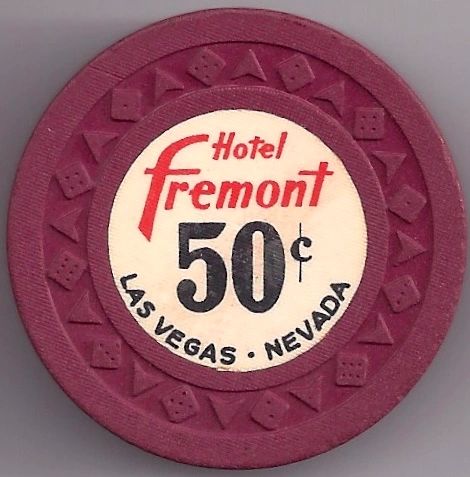 Hotel
Fremont
50¢
LAS VEGAS · NEVADA